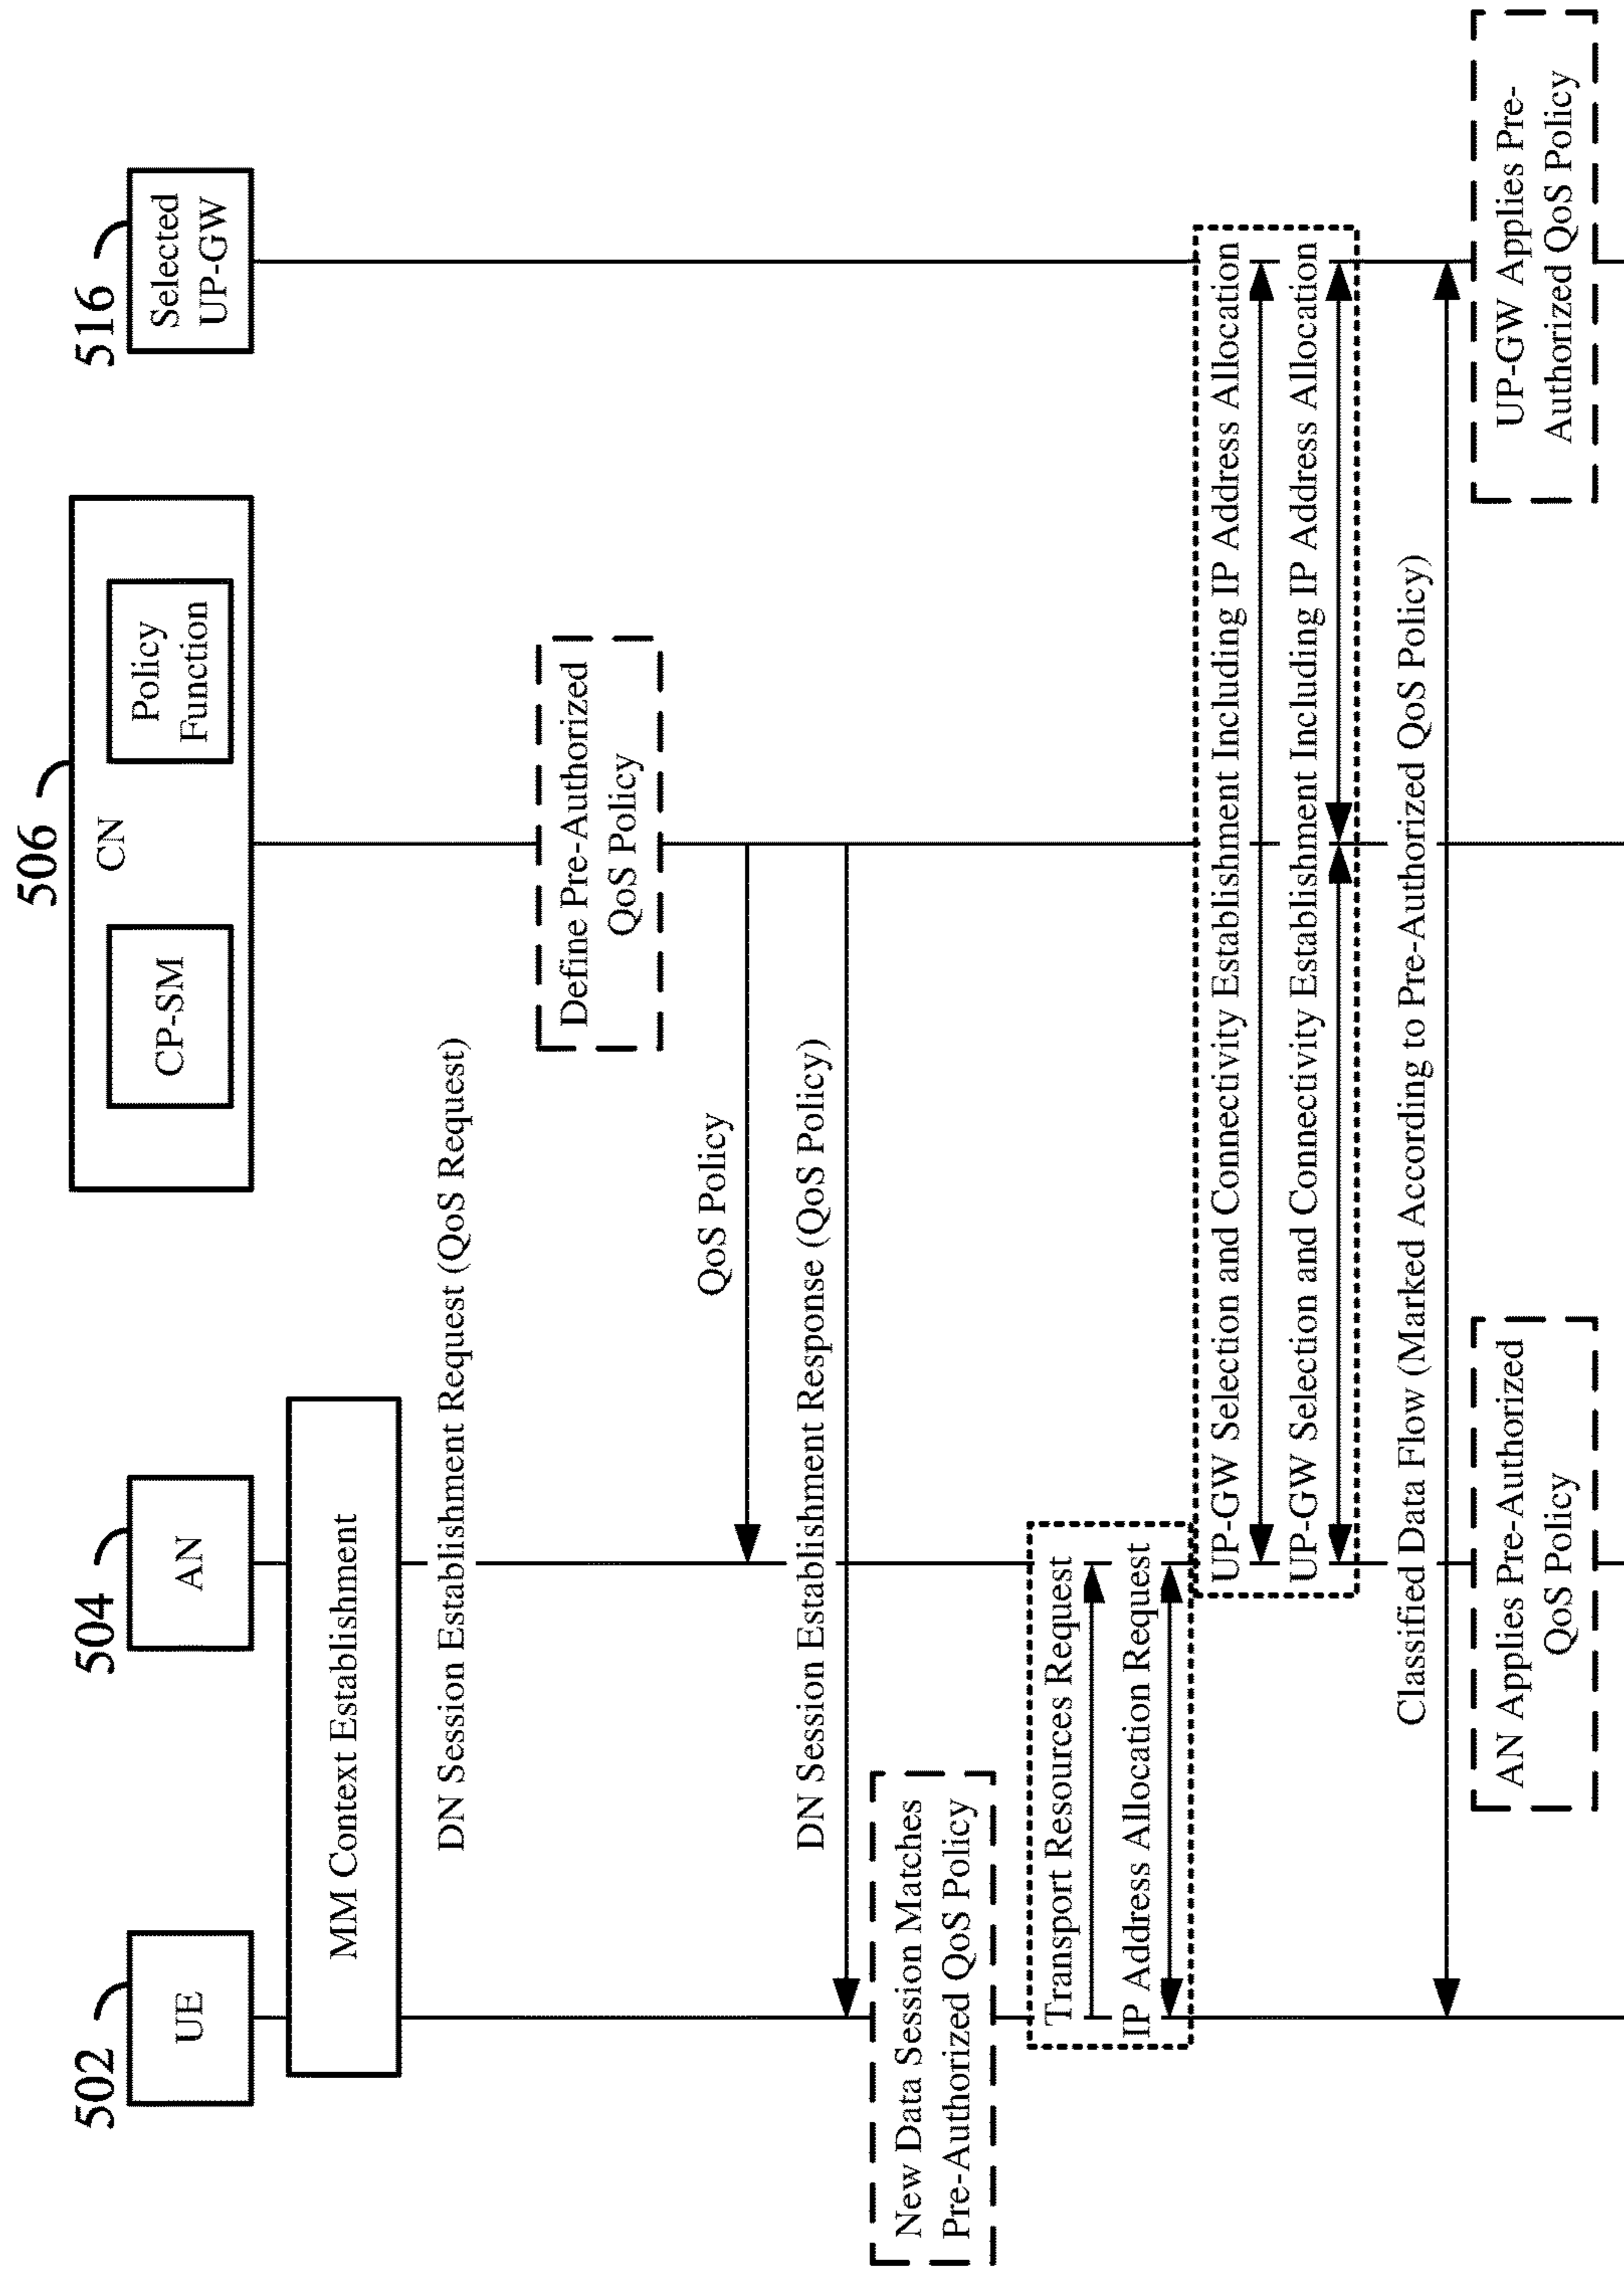 502
UE
504
AN
506
CN
CP-SM
Policy
Function
516
Selected
UP-GW
MM Context Establishment
DN Session Establishment Request (QoS Request)
Define Pre-Authorized
QoS Policy
QoS Policy
DN Session Establishment Response (QoS Policy)
New Data Session Matches
Pre-Authorized QoS Policy
Transport Resources Request
IP Address Allocation Request
UP-GW Selection and Connectivity Establishment Including IP Address Allocation
UP-GW Selection and Connectivity Establishment Including IP Address Allocation
Classified Data Flow (Marked According to Pre-Authorized QoS Policy)
AN Applies Pre-Authorized
QoS Policy
UP-GW Applies Pre-
Authorized QoS Policy